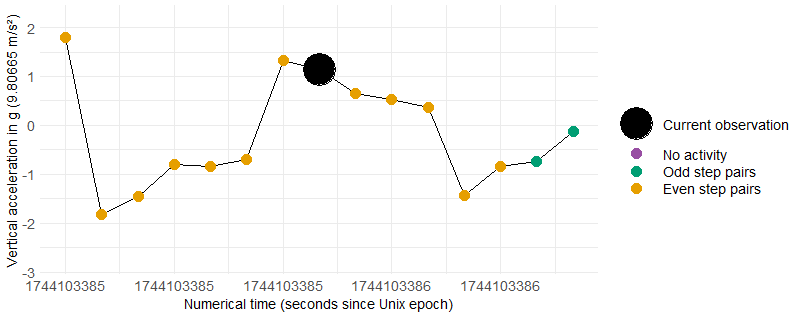 Vertical acceleration in g (9.80665 m/s²)
2
1
0
-1
-2
-3
1744103385 1744103385 1744103385 1744103386 1744103386
Numerical time (seconds since Unix epoch)
Current observation
No activity
Odd step pairs
Even step pairs